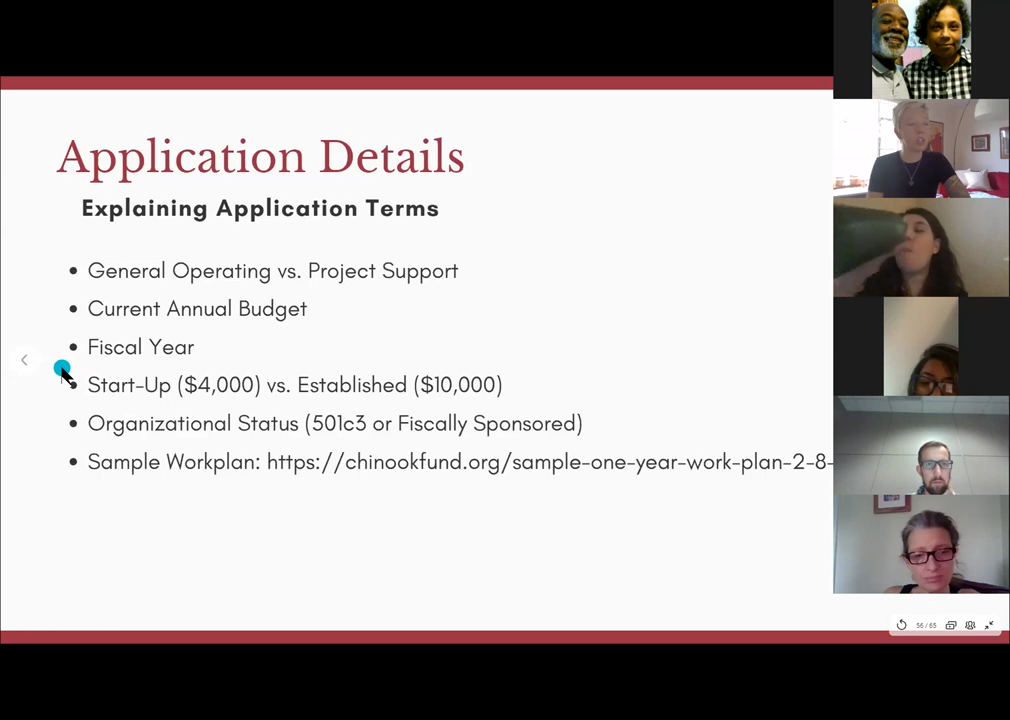 Application Details
Explaining Application Terms
General Operating vs. Project Support
Current Annual Budget
Fiscal Year
Start-Up ($4,000) vs. Established ($10,000)
Organizational Status (501c3 or Fiscally Sponsored)
Sample Workplan: https://chinookfund.org/sample-one-year-work-plan-2-8-
56 / 65